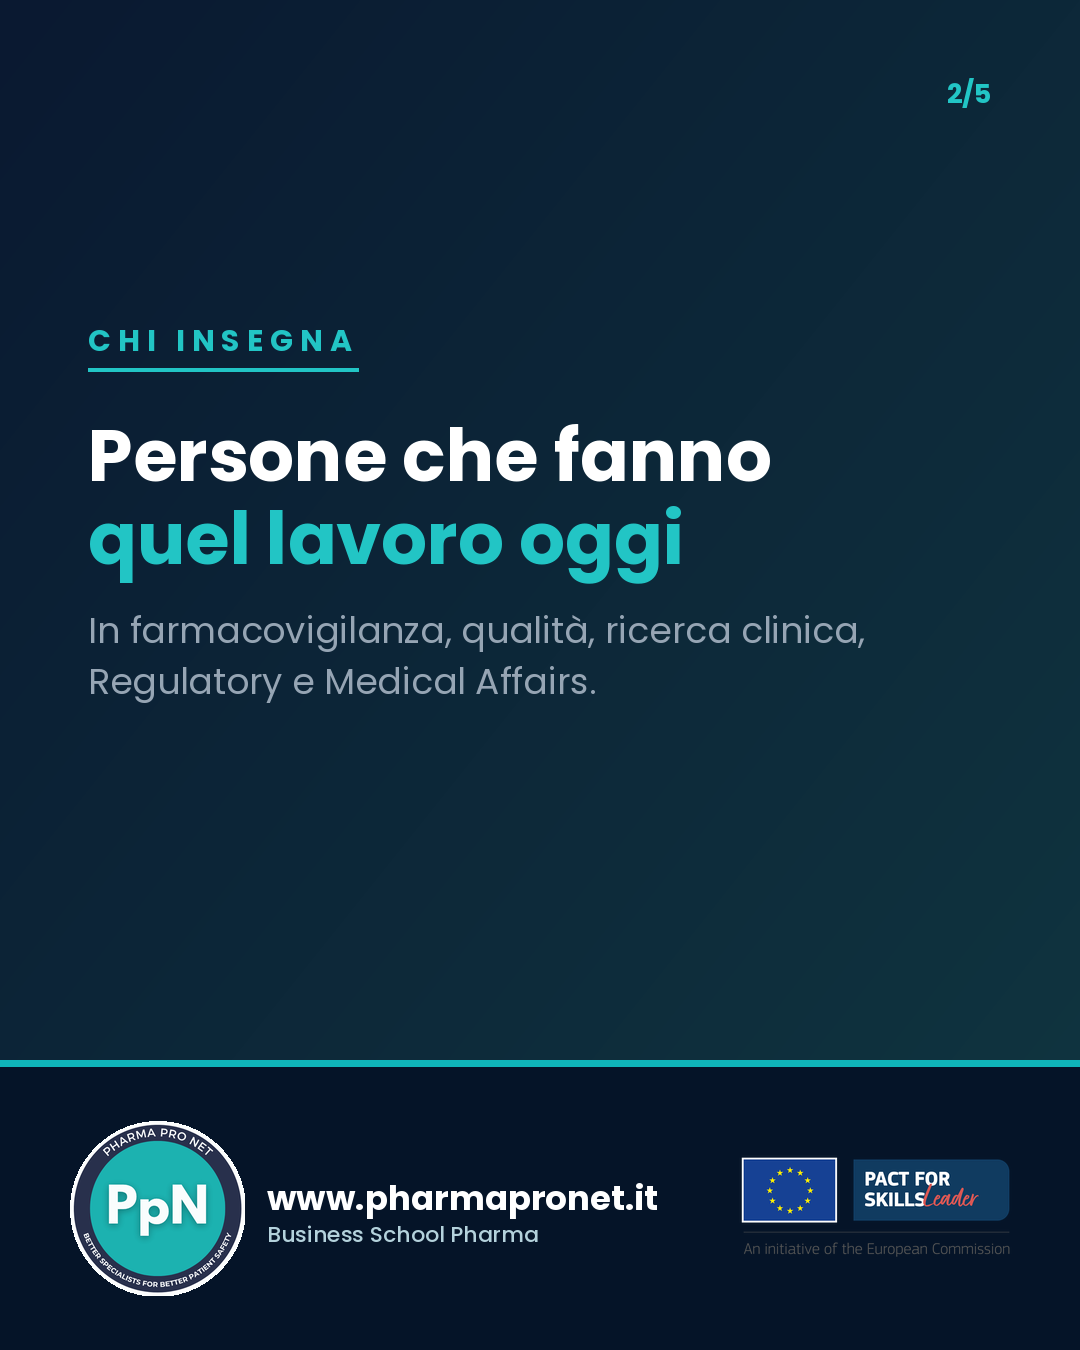 2/5
CHI INSEGNA
Persone che fanno
quel lavoro oggi
In farmacovigilanza, qualità, ricerca clinica,
Regulatory e Medical Affairs.
PHARMA PRO NET
PpN
BETTER SPECIALISTS FOR BETTER PATIENT SAFETY
www.pharmapronet.it
Business School Pharma
PACT FOR
SKILLS Leader
An initiative of the European Commission